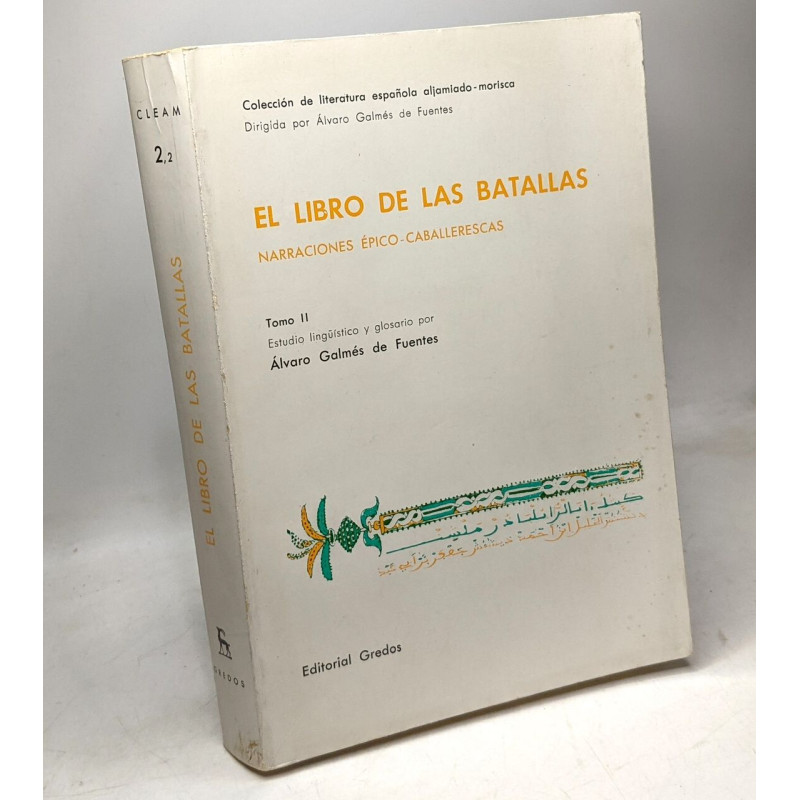 Colección de literatura española aljamiado-morisca
Dirigida por Álvaro Galmés de Fuentes
EL LIBRO DE LAS BATALLAS
NARRACIONES ÉPICO-CABALLERESCAS
Tomo II
Estudio lingüístico y glosario por
Álvaro Galmés de Fuentes
Editorial Gredos
CLEAM
2,2
EL LIBRO DE LAS BATALLAS
GREDOS